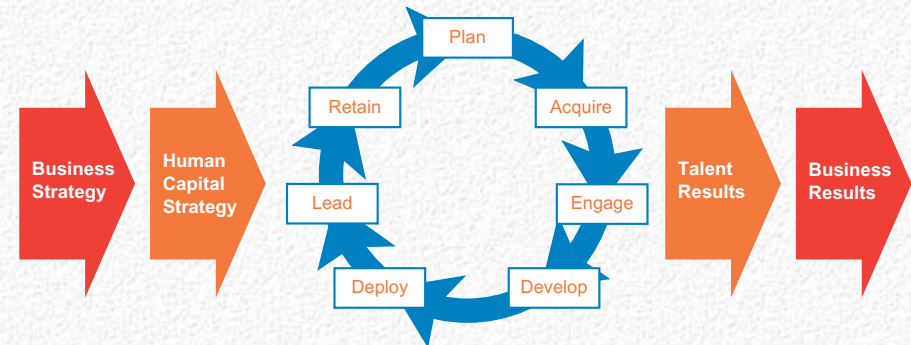 Business
Strategy
Human
Capital
Strategy
Plan
Acquire
Engage
Develop
Deploy
Lead
Retain
Talent
Results
Business
Results